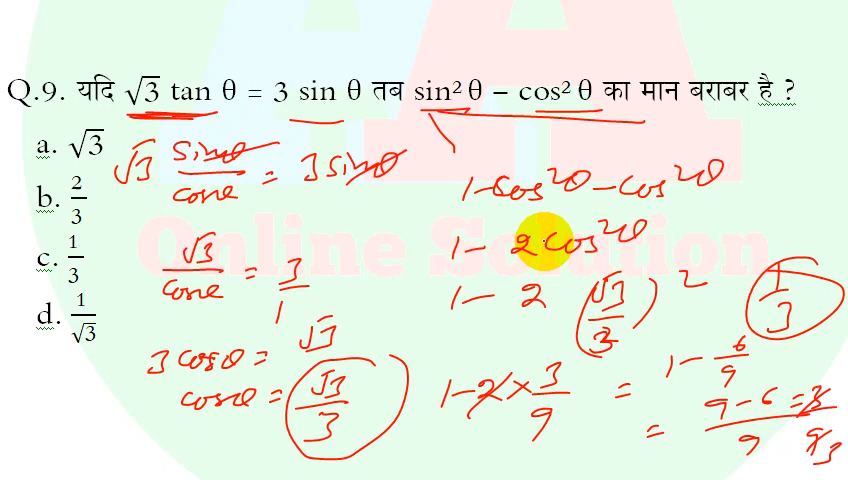 Q.9. यदि √3 tan θ = 3 sin θ तब sin² θ – cos² θ का मान बराबर है ?
a. √3
b. 2/3
c. 1/3
d. 1/√3
√3 sinθ/cosθ = 3 sinθ
√3/cosθ = 3/1
3 cosθ = √3
cosθ = √3/3
1-cos²θ - cos²θ
1- 2cos²θ
1- 2 (√3/3)²
1/3
1-2×3/9 = 1- 6/9
= 9-6/9 = 3/9 3
Online Solution